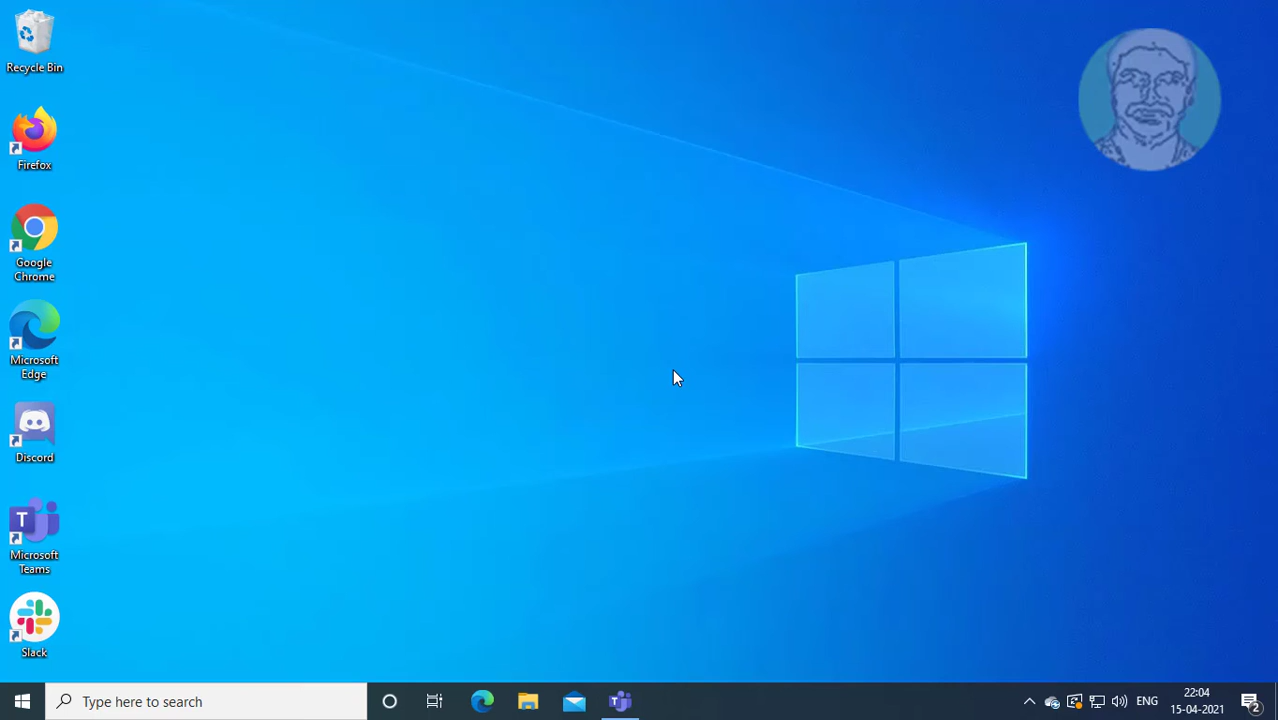 Recycle Bin
Firefox
Google
Chrome
Microsoft
Edge
Discord
T
Microsoft
Teams
Slack
Type here to search
T
ENG
22:04
15-04-2021
2